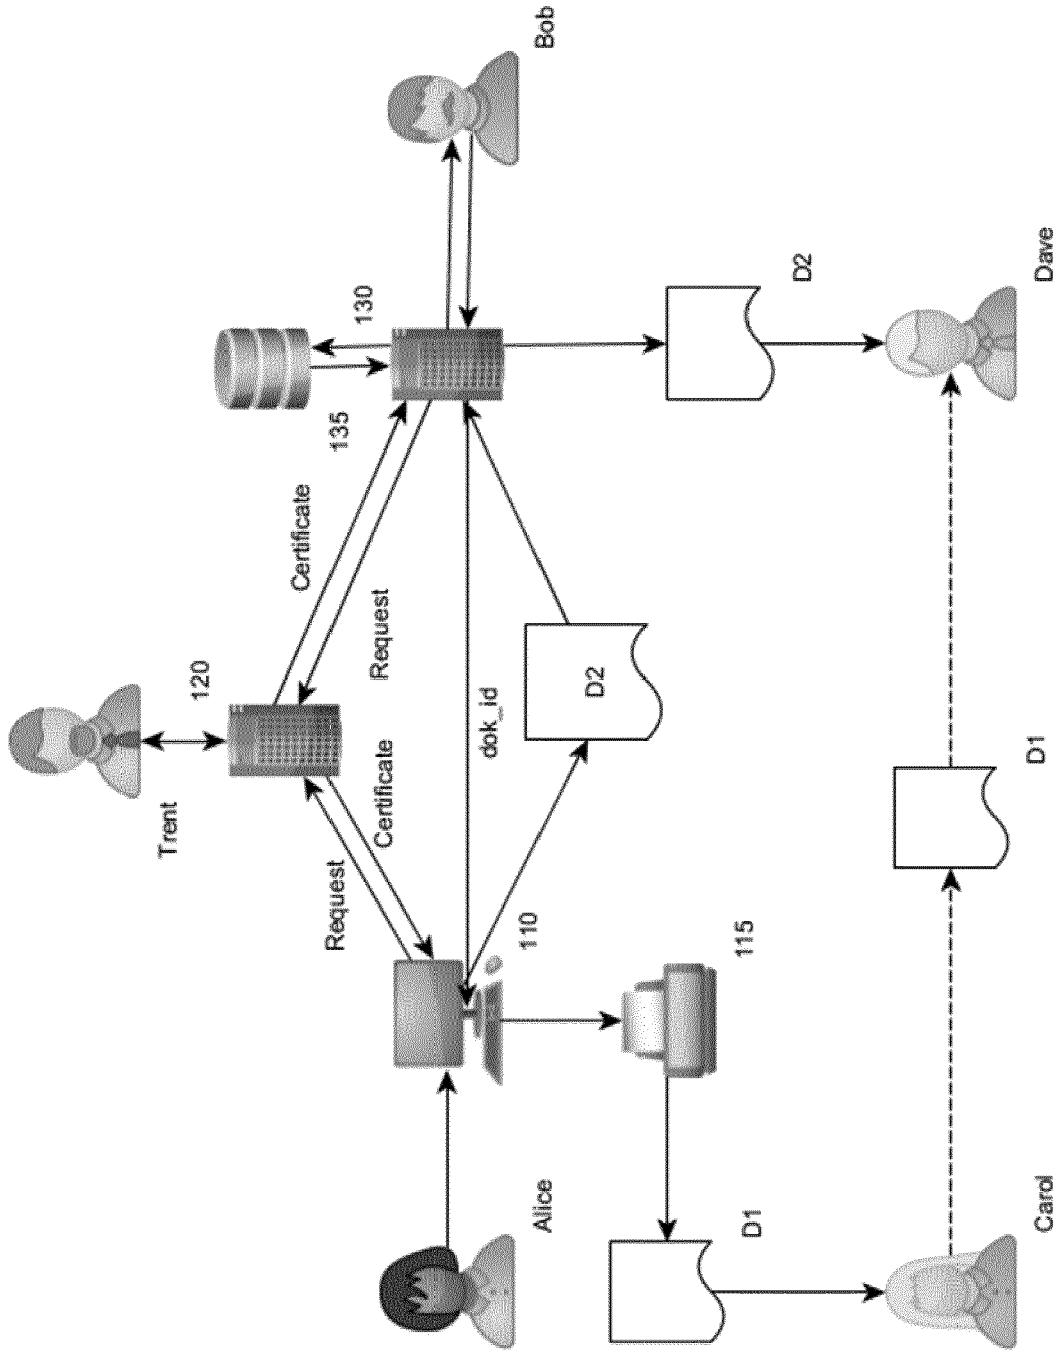 Bob
130
135
Certificate
120
Request
Trent
Certificate
Request
dok_id
D2
D2
110
115
Alice
D1
D1
Dave
Carol